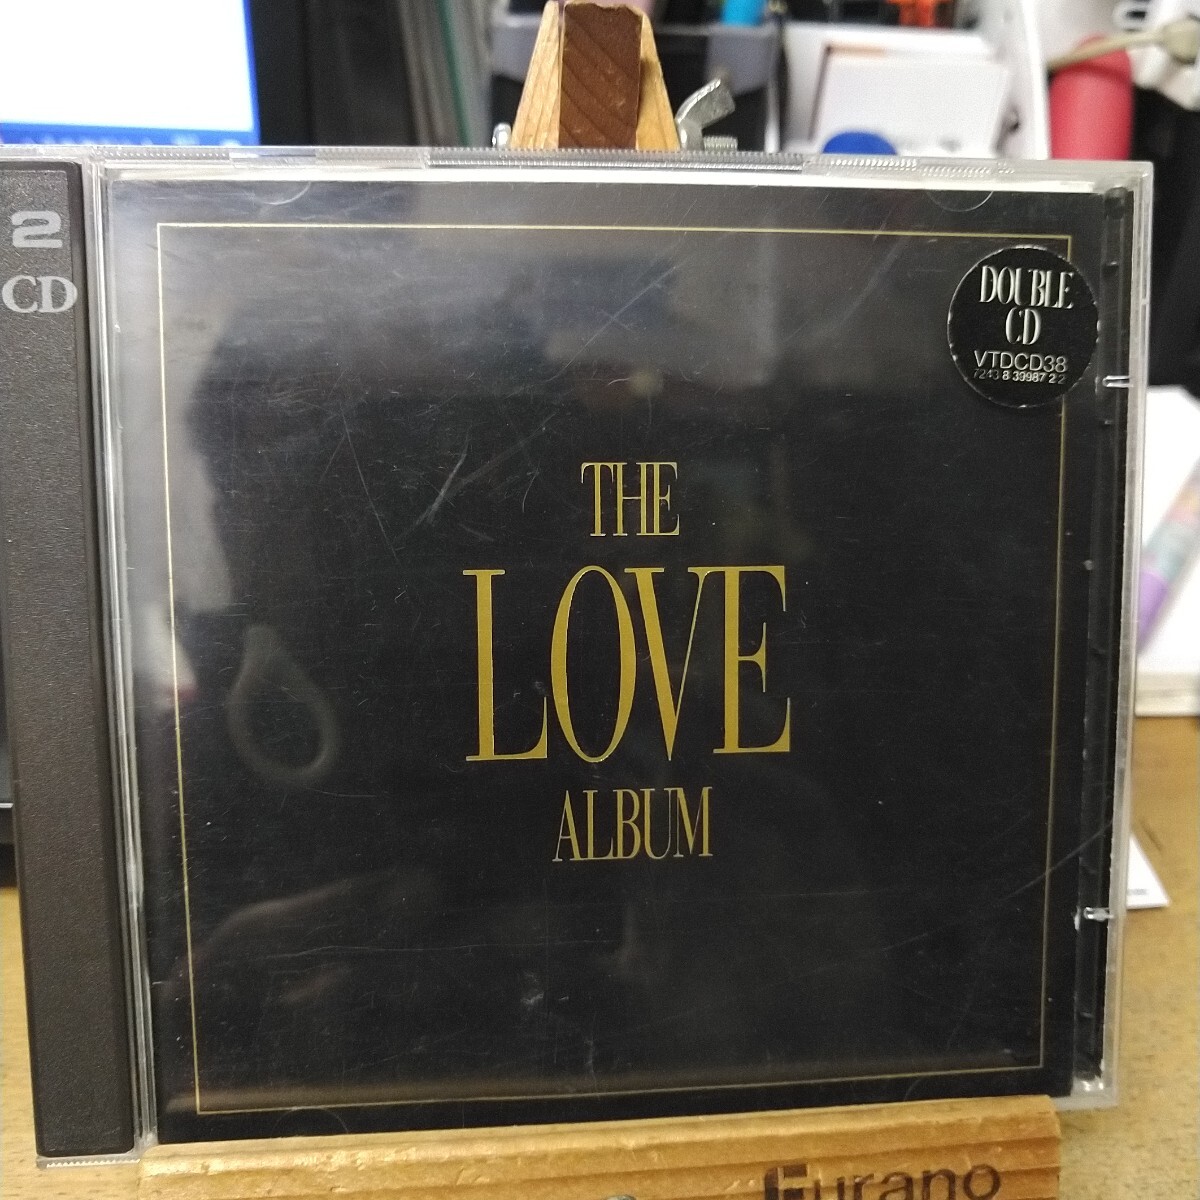 2
CD
DOUBLE
CD
VTDCD38
7243 8 39987 2 2
THE
LOVE
ALBUM
Furano